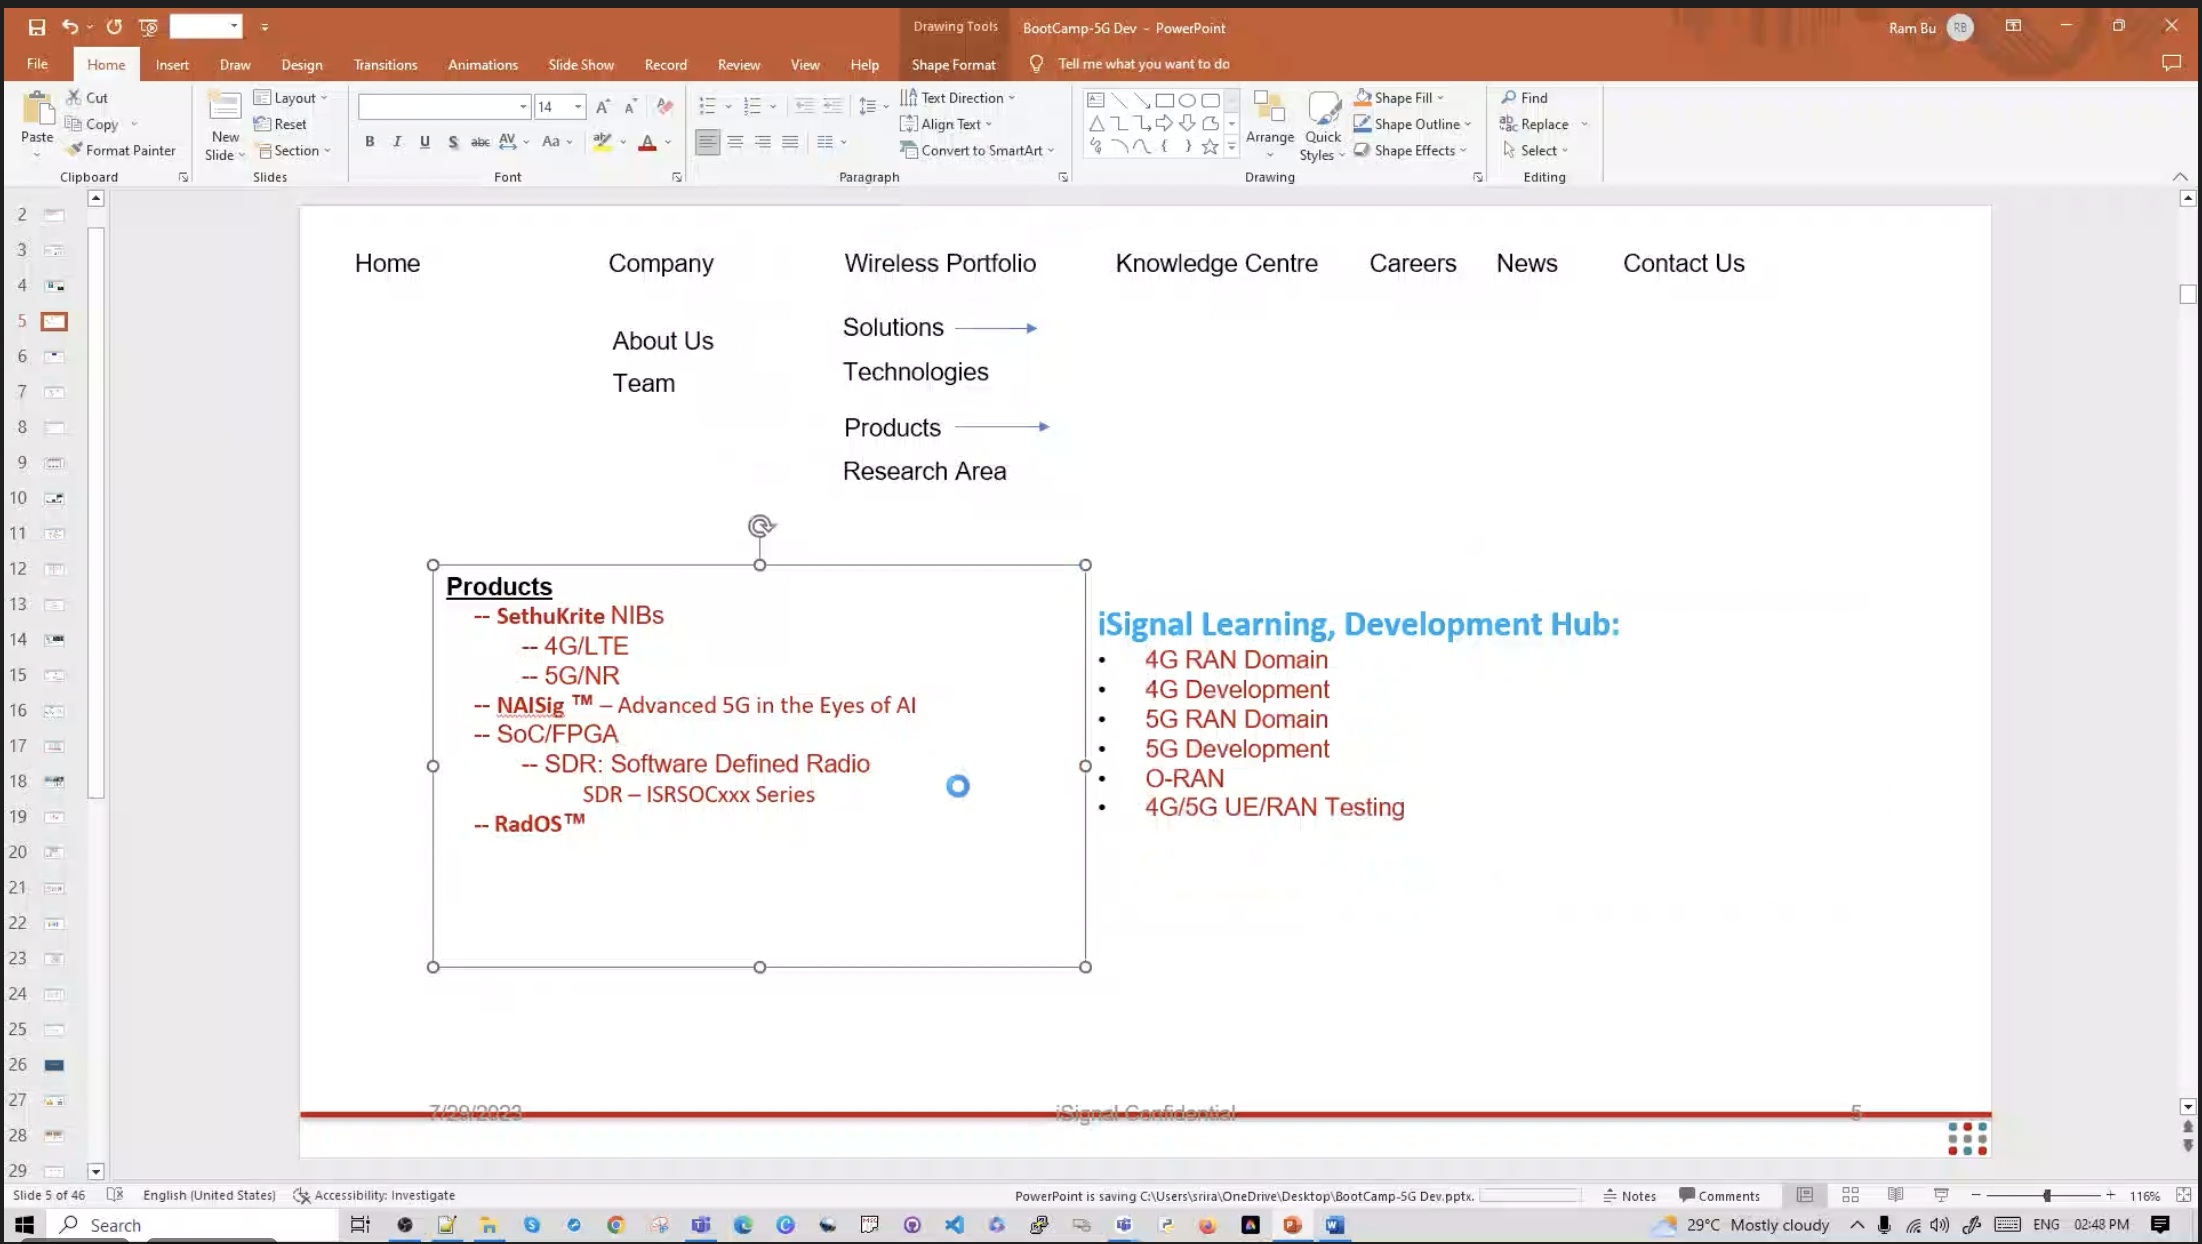 Drawing Tools
BootCamp-5G Dev - PowerPoint
Ram Bu
RB
File Home Insert Draw Design Transitions Animations Slide Show Record Review View Help Shape Format Tell me what you want to do
Paste
Cut
Copy
Format Painter
Clipboard
New Slide
Layout
Reset
Section
Slides
14
B I U S abc AV Aa A
Font
Text Direction
Align Text
Convert to SmartArt
Paragraph
Arrange
Quick Styles
Shape Fill
Shape Outline
Shape Effects
Drawing
Find
Replace
Select
Editing
2
3
4
5
6
7
8
9
10
11
12
13
14
15
16
17
18
19
20
21
22
23
24
25
26
27
28
29
Home Company Wireless Portfolio Knowledge Centre Careers News Contact Us
About Us
Team
Solutions
Technologies
Products
Research Area
Products
-- SethuKrite NIBs
-- 4G/LTE
-- 5G/NR
-- NAISig ™ – Advanced 5G in the Eyes of AI
-- SoC/FPGA
-- SDR: Software Defined Radio
SDR – ISRSOCxxx Series
-- RadOS™
iSignal Learning, Development Hub:
• 4G RAN Domain
• 4G Development
• 5G RAN Domain
• 5G Development
• O-RAN
• 4G/5G UE/RAN Testing
7/29/2023 iSignal Confidential 5
Slide 5 of 46 English (United States) Accessibility: Investigate PowerPoint is saving C:\Users\srira\OneDrive\Desktop\BootCamp-5G Dev.pptx. Notes Comments 116%
Search 29°C Mostly cloudy ENG 02:48 PM